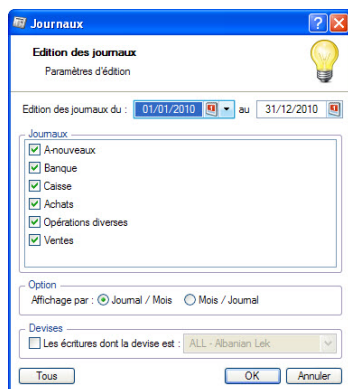 Journaux
Edition des journaux
Paramètres d'édition
Edition des journaux du : 01/01/2010 au 31/12/2010
Journaux
A-nouveaux
Banque
Caisse
Achats
Opérations diverses
Ventes
Option
Affichage par : Journal / Mois Mois / Journal
Devises
Les écritures dont la devise est : ALL - Albanian Lek
Tous OK Annuler